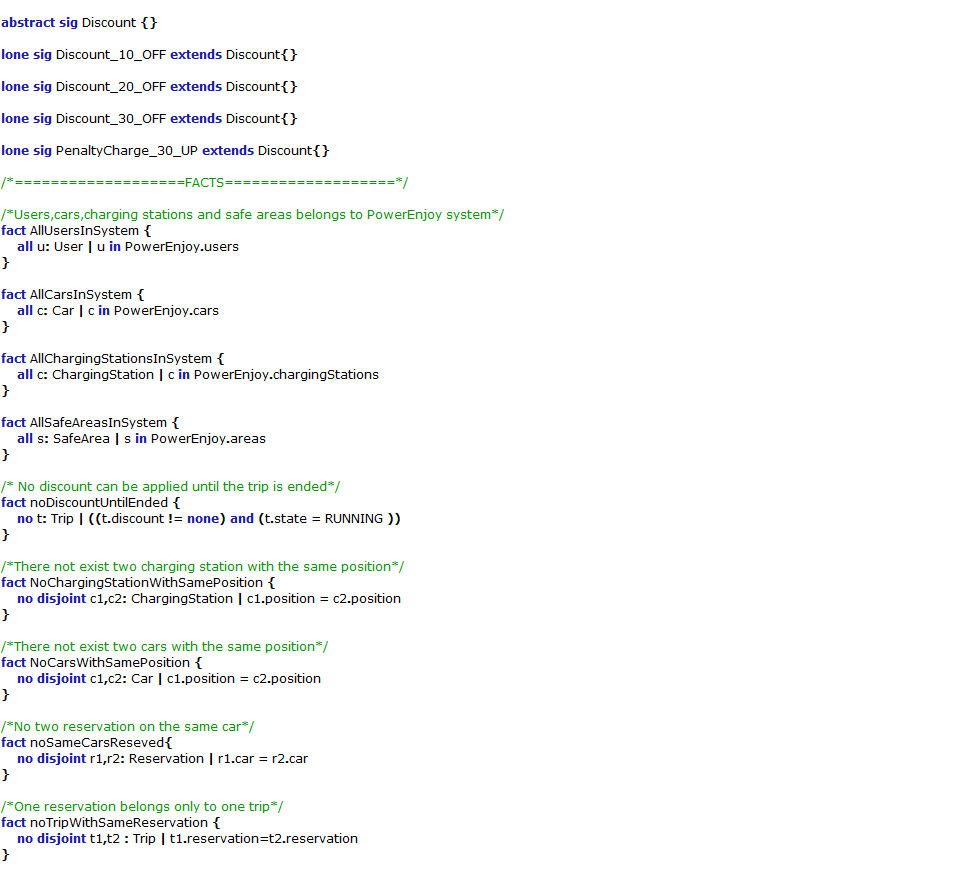 abstract sig Discount {}
lone sig Discount_10_OFF extends Discount{}
lone sig Discount_20_OFF extends Discount{}
lone sig Discount_30_OFF extends Discount{}
lone sig PenaltyCharge_30_UP extends Discount{}
/*===================FACTS===================*/
/*Users,cars,charging stations and safe areas belongs to PowerEnjoy system*/
fact AllUsersInSystem {
all u: User | u in PowerEnjoy.users
}
fact AllCarsInSystem {
all c: Car | c in PowerEnjoy.cars
}
fact AllChargingStationsInSystem {
all c: ChargingStation | c in PowerEnjoy.chargingStations
}
fact AllSafeAreasInSystem {
all s: SafeArea | s in PowerEnjoy.areas
}
/* No discount can be applied until the trip is ended*/
fact noDiscountUntilEnded {
no t: Trip | ((t.discount != none) and (t.state = RUNNING ))
}
/*There not exist two charging station with the same position*/
fact NoChargingStationWithSamePosition {
no disjoint c1,c2: ChargingStation | c1.position = c2.position
}
/*There not exist two cars with the same position*/
fact NoCarsWithSamePosition {
no disjoint c1,c2: Car | c1.position = c2.position
}
/*No two reservation on the same car*/
fact noSameCarsReseved{
no disjoint r1,r2: Reservation | r1.car = r2.car
}
/*One reservation belongs only to one trip*/
fact noTripWithSameReservation {
no disjoint t1,t2 : Trip | t1.reservation=t2.reservation
}